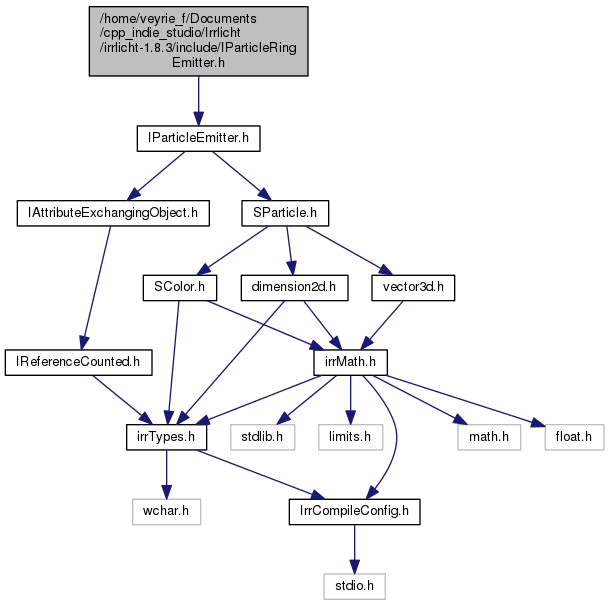 /home/veyrie_f/Documents
/cpp_indie_studio/Irrlicht
/irrlicht-1.8.3/include/IParticleRing
Emitter.h
IParticleEmitter.h
IAttributeExchangingObject.h
SParticle.h
SColor.h
dimension2d.h
vector3d.h
IReferenceCounted.h
irrMath.h
irrTypes.h
stdlib.h
limits.h
math.h
float.h
wchar.h
IrrCompileConfig.h
stdio.h